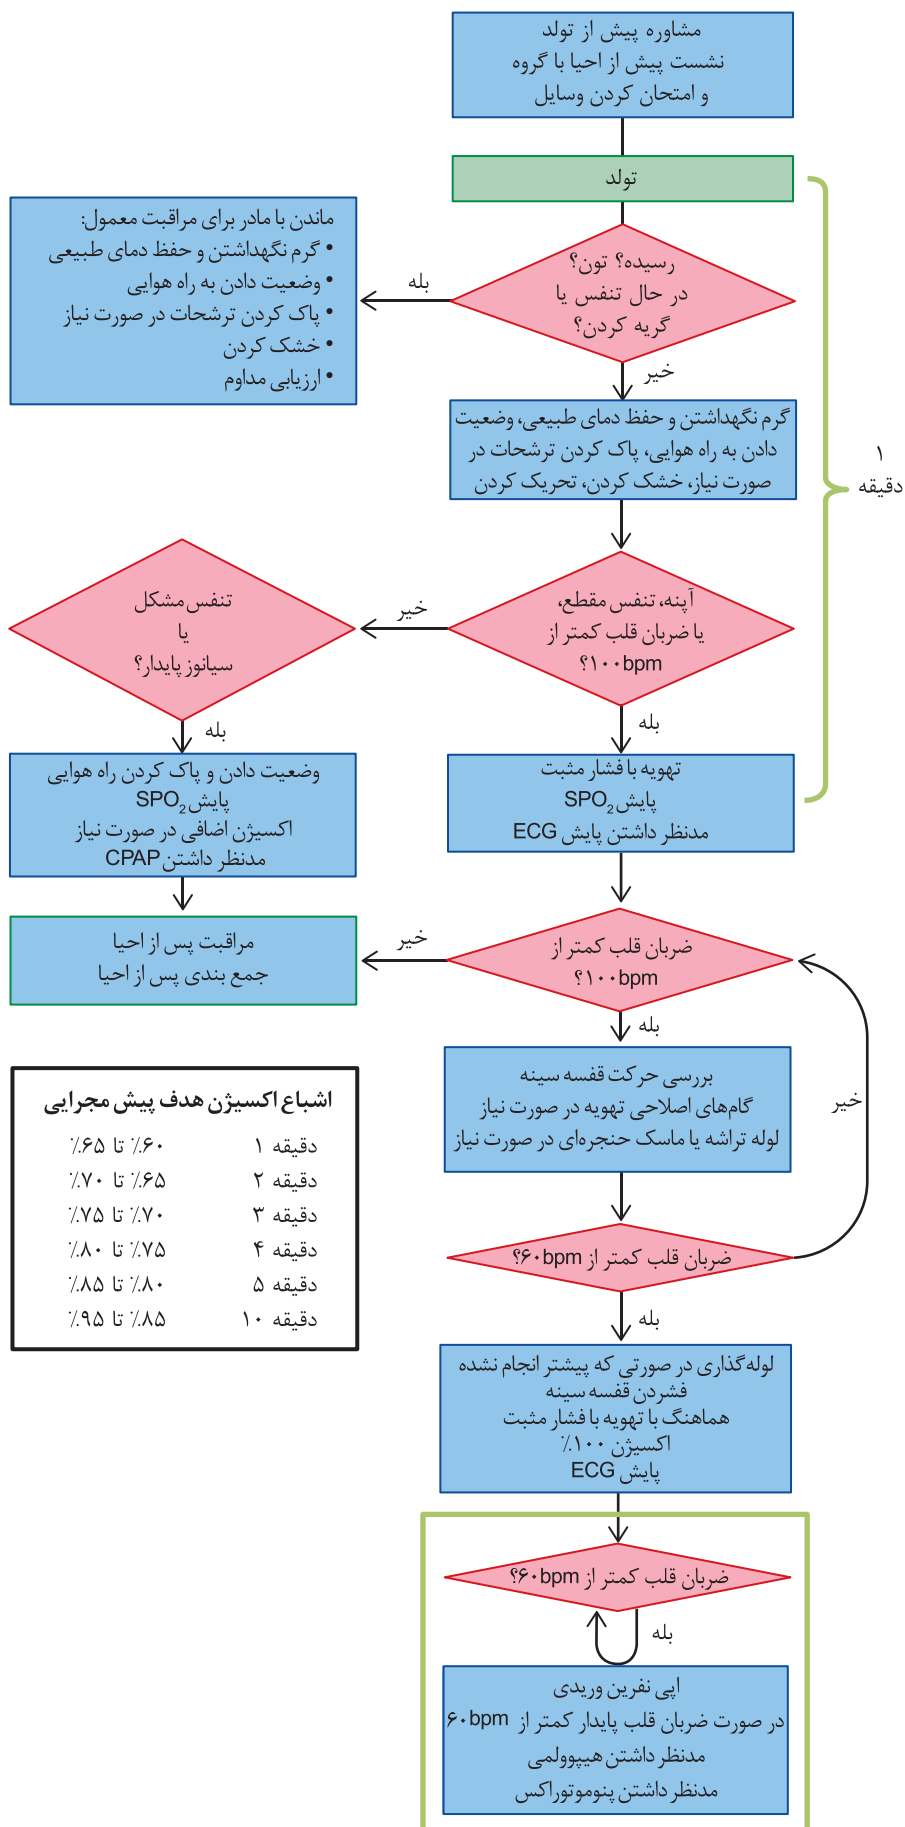 مشاوره پیش از تولد
نشست پیش از احیا با گروه
و امتحان کردن وسایل
تولد
رسیده؟ تون؟
در حال تنفس یا
گریه کردن؟
بله
ماندن با مادر برای مراقبت معمول:
• گرم نگهداشتن و حفظ دمای طبیعی
• وضعیت دادن به راه هوایی
• پاک کردن ترشحات در صورت نیاز
• خشک کردن
• ارزیابی مداوم
خیر
گرم نگهداشتن و حفظ دمای طبیعی، وضعیت
دادن به راه هوایی، پاک کردن ترشحات در
صورت نیاز، خشک کردن، تحریک کردن
۱
دقیقه
آپنه، تنفس مقطع،
یا ضربان قلب کمتر از
۱۰۰bpm؟
خیر
تنفس مشکل
یا
سیانوز پایدار؟
بله
بله
تهویه با فشار مثبت
پایش SPO₂
مدنظر داشتن پایش ECG
وضعیت دادن و پاک کردن راه هوایی
پایش SPO₂
اکسیژن اضافی در صورت نیاز
مدنظر داشتن CPAP
ضربان قلب کمتر از
۱۰۰bpm؟
خیر
مراقبت پس از احیا
جمع بندی پس از احیا
بله
بررسی حرکت قفسه سینه
گام‌های اصلاحی تهویه در صورت نیاز
لوله تراشه یا ماسک حنجره‌ای در صورت نیاز
خیر
اشباع اکسیژن هدف پیش مجرایی
دقیقه ۱ ۶۰٪ تا ۶۵٪
دقیقه ۲ ۶۵٪ تا ۷۰٪
دقیقه ۳ ۷۰٪ تا ۷۵٪
دقیقه ۴ ۷۵٪ تا ۸۰٪
دقیقه ۵ ۸۰٪ تا ۸۵٪
دقیقه ۱۰ ۸۵٪ تا ۹۵٪
ضربان قلب کمتر از ۶۰bpm؟
بله
لوله‌گذاری در صورتی که پیشتر انجام نشده
فشردن قفسه سینه
هماهنگ با تهویه با فشار مثبت
اکسیژن ۱۰۰٪
پایش ECG
ضربان قلب کمتر از ۶۰bpm؟
بله
اپی نفرین وریدی
در صورت ضربان قلب پایدار کمتر از ۶۰bpm
مدنظر داشتن هیپوولمی
مدنظر داشتن پنوموتوراکس